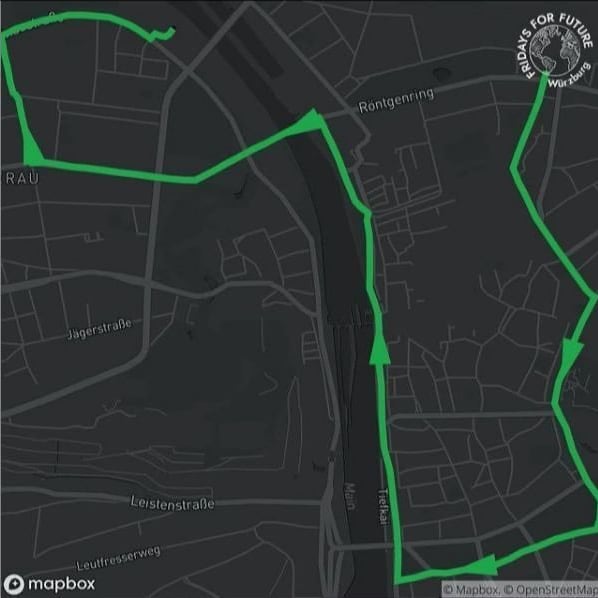 FRIDAYS FOR FUTURE
Würzburg
Röntgenring
RAU
Jägerstraße
Leistenstraße
Main
Tiefkai
Leutfresserweg
mapbox
© Mapbox, © OpenStreetMap